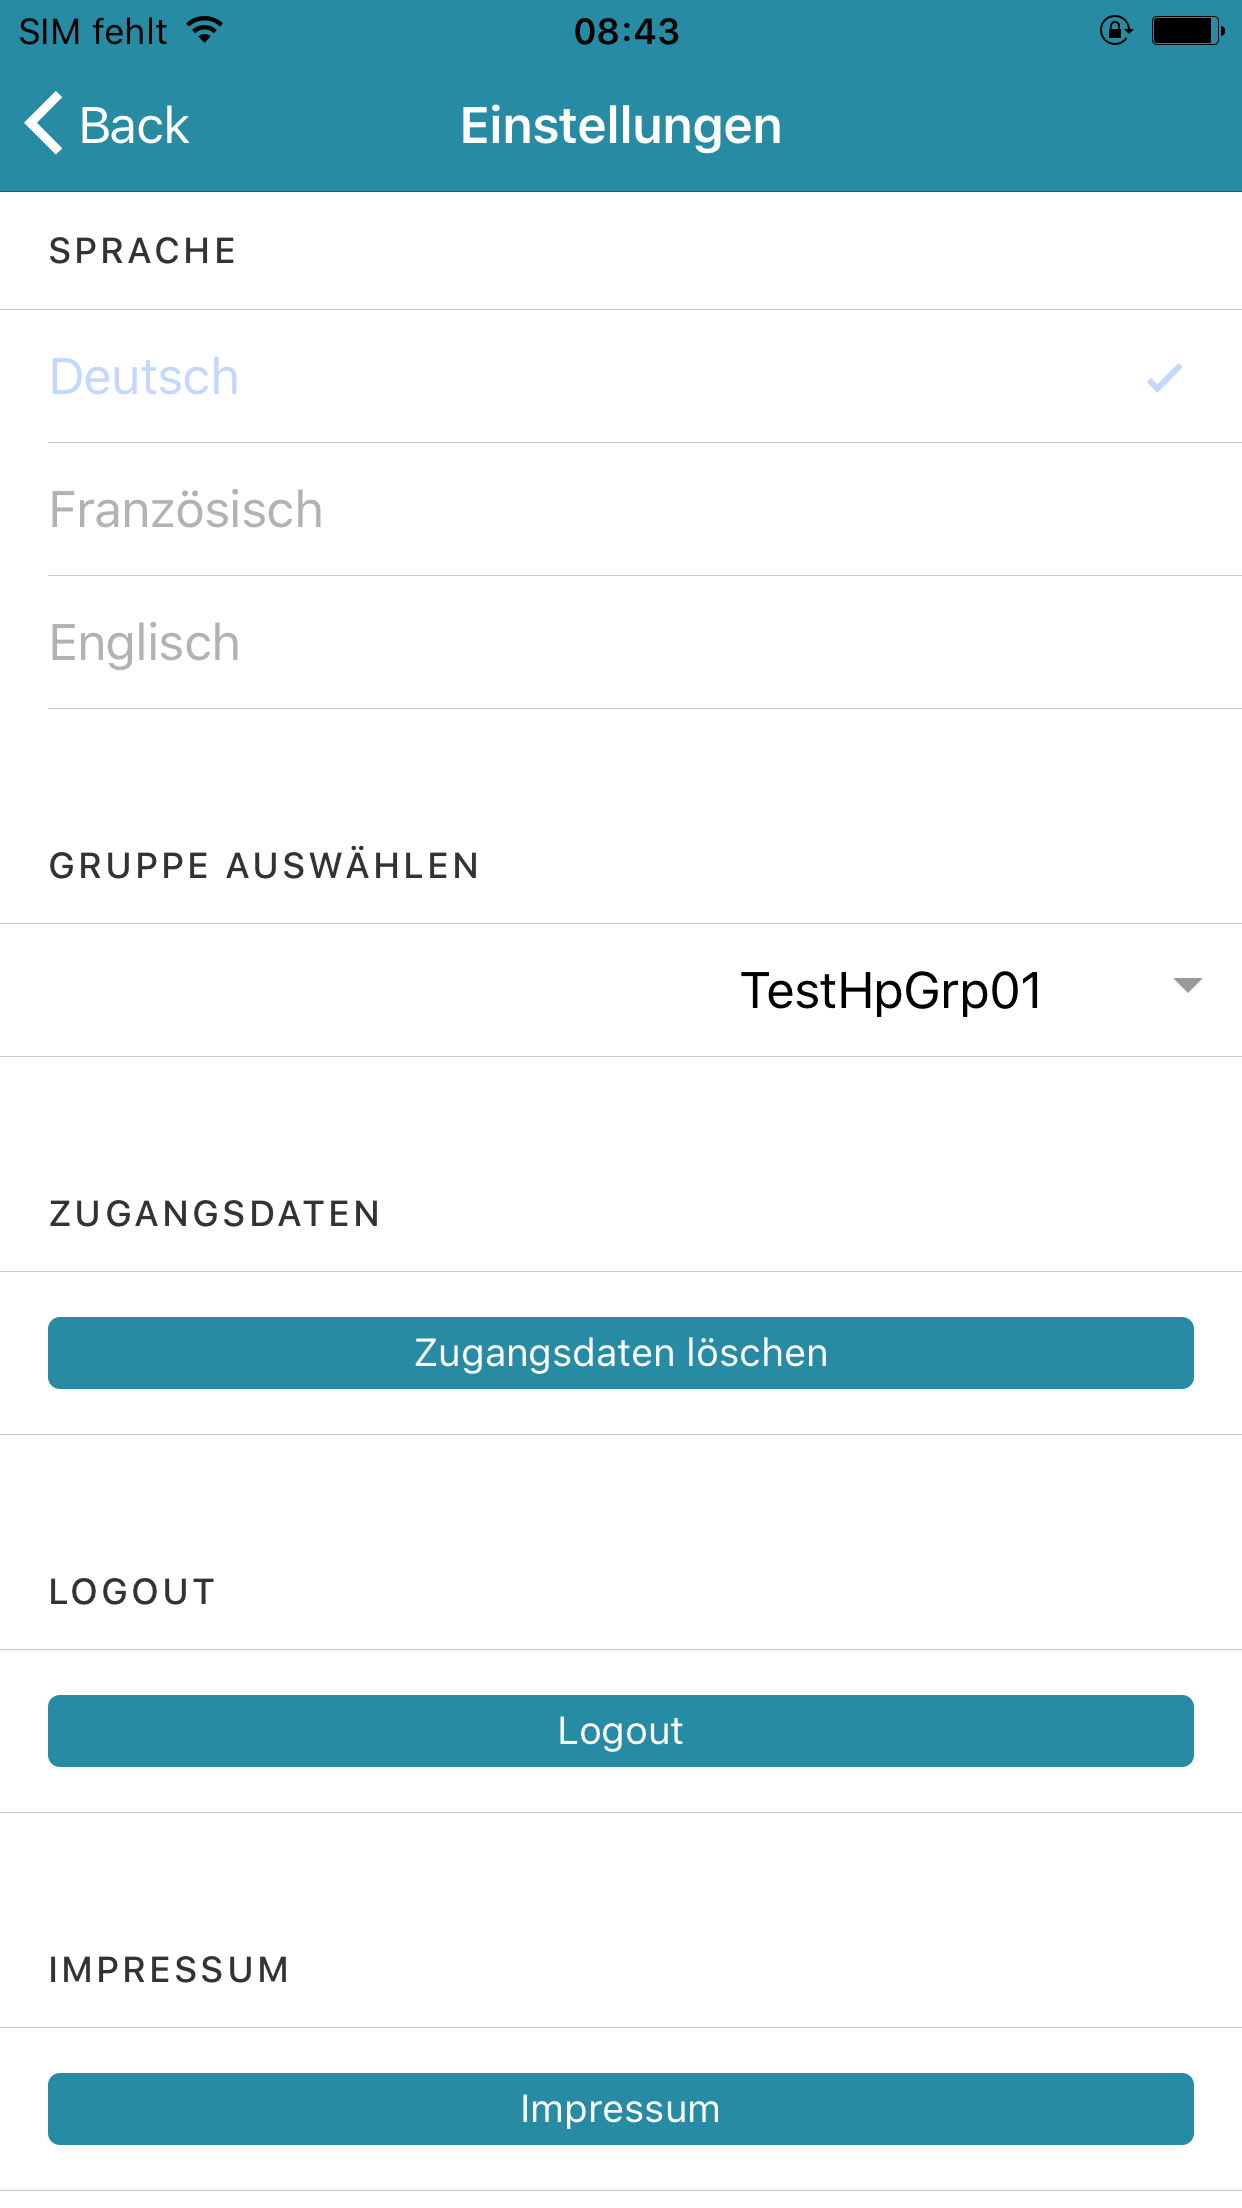 SIM fehlt 08:43
Back Einstellungen
SPRACHE
Deutsch
Französisch
Englisch
GRUPPE AUSWÄHLEN
TestHpGrp01
ZUGANGSDATEN
Zugangsdaten löschen
LOGOUT
Logout
IMPRESSUM
Impressum